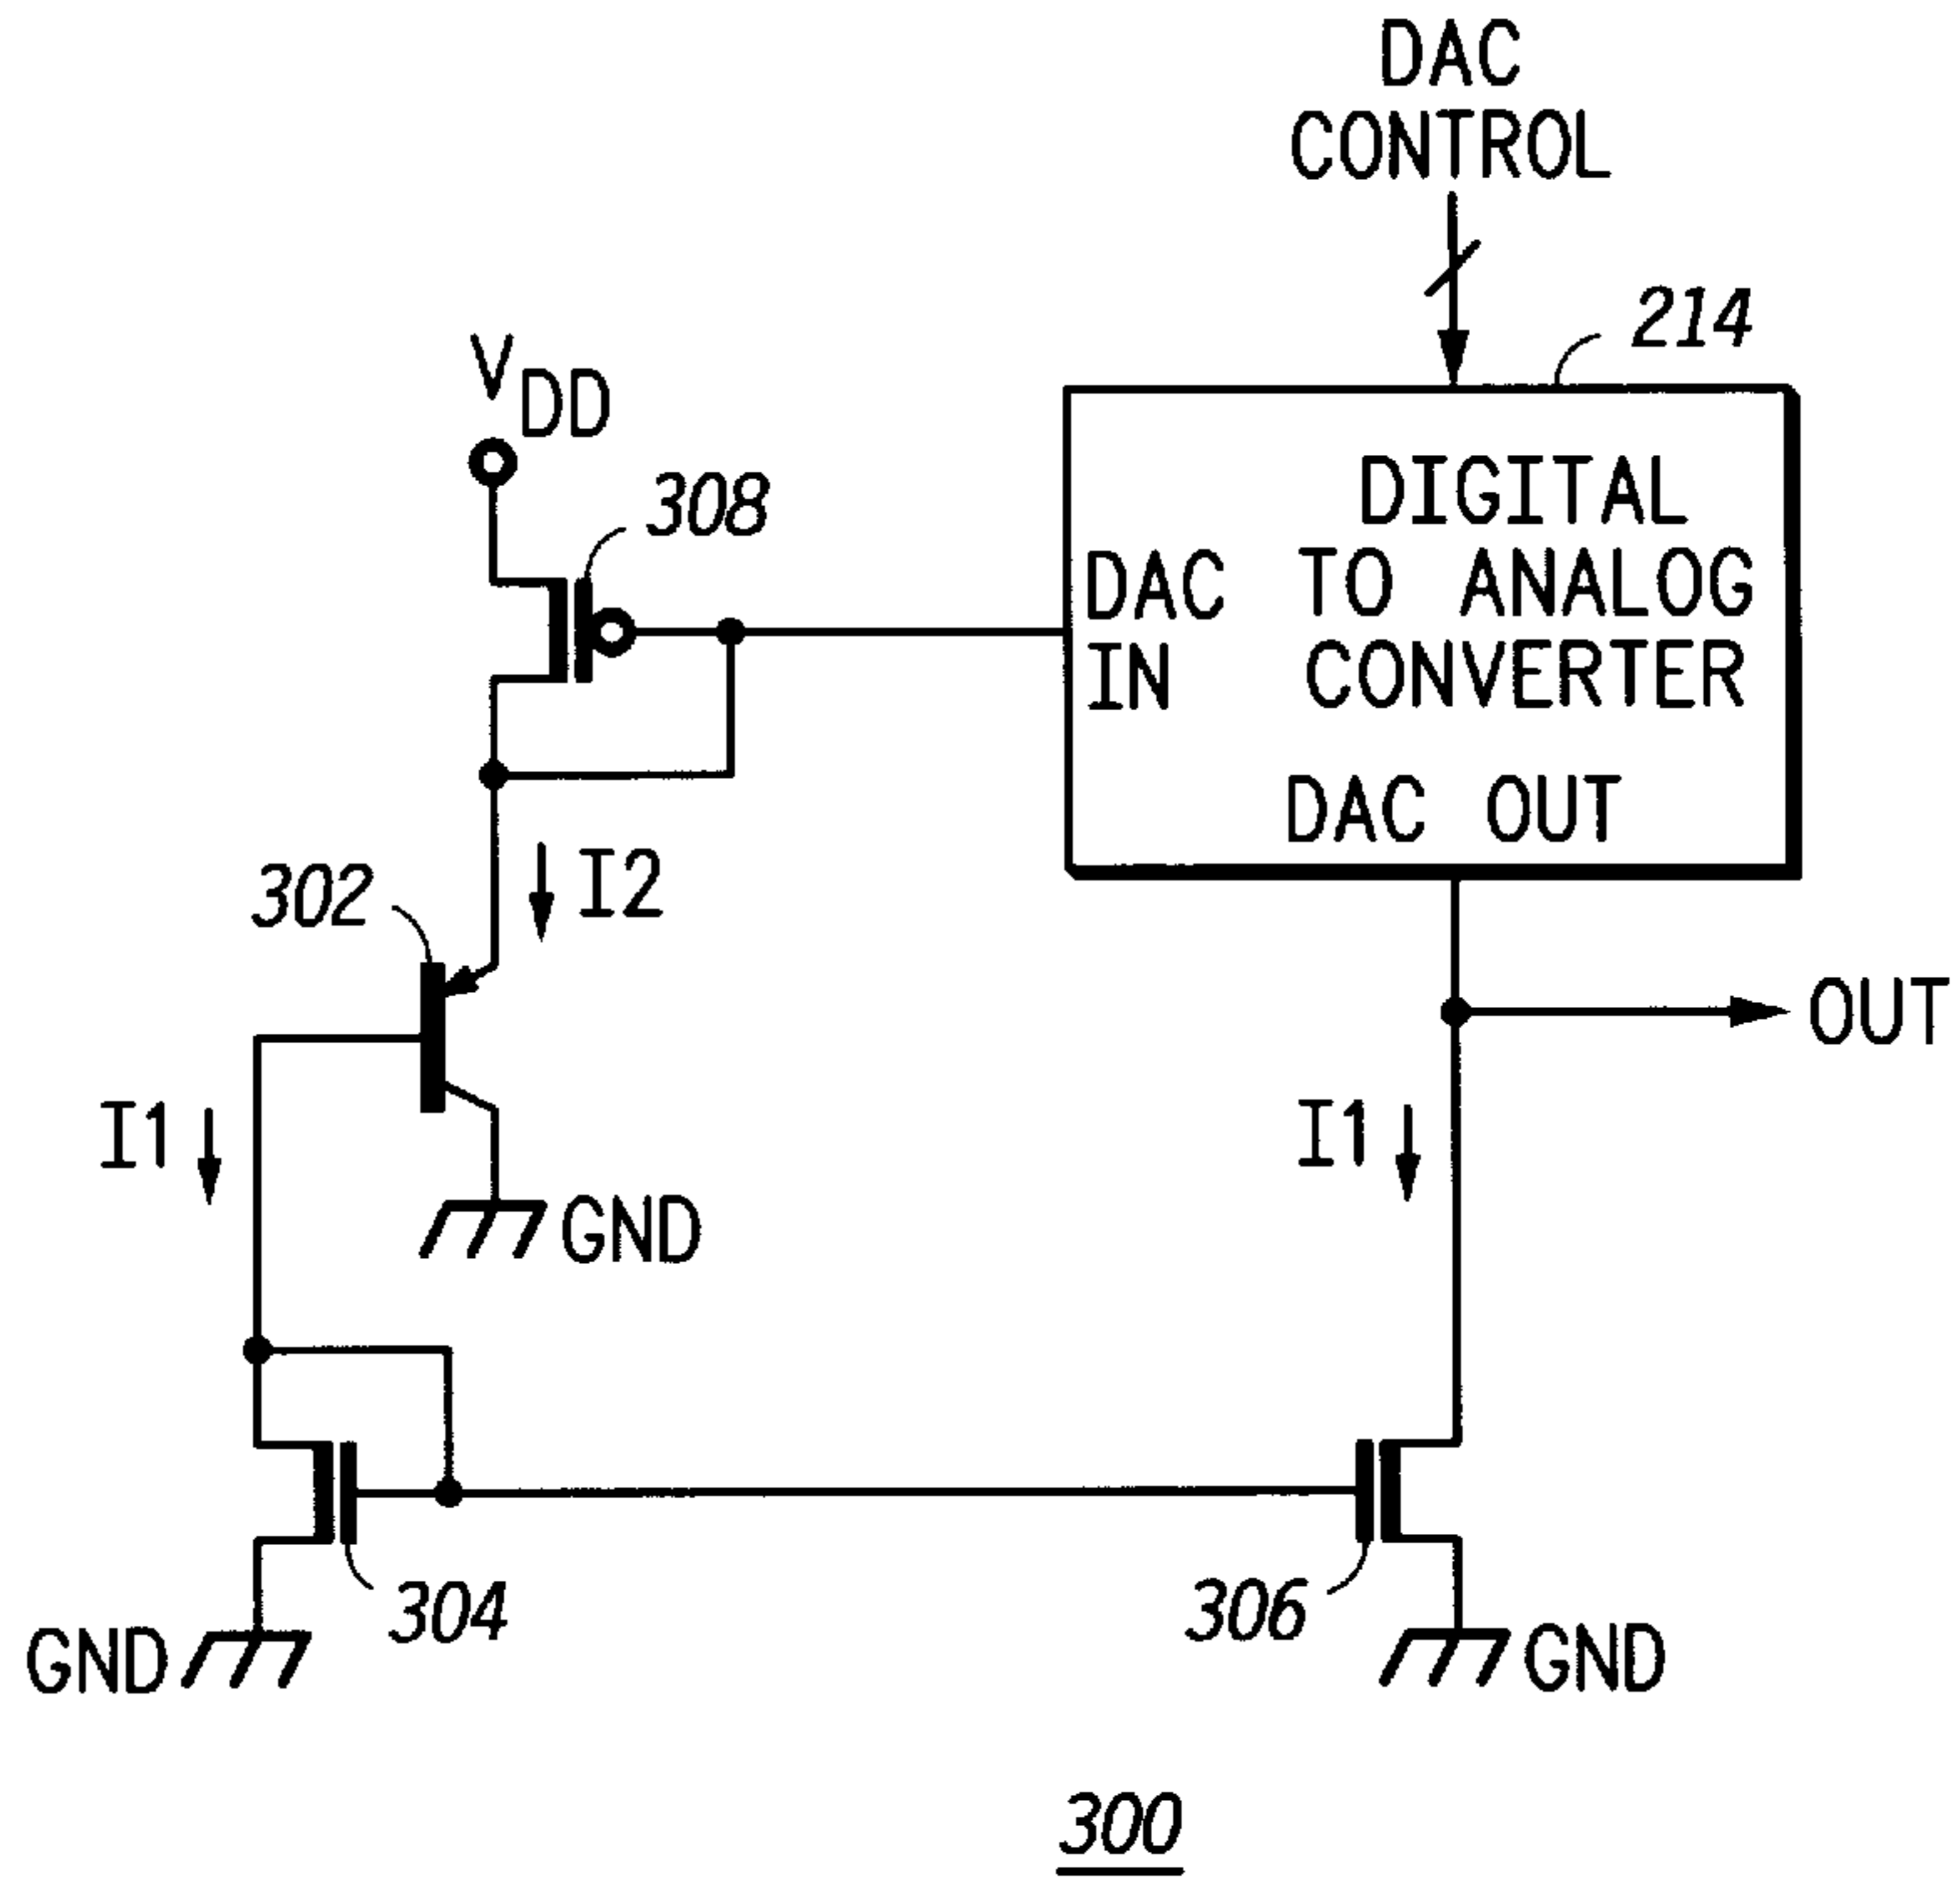 DAC
CONTROL
214
VDD
308
DIGITAL
DAC TO ANALOG
IN CONVERTER
DAC OUT
302
I2
OUT
I1
I1
GND
304
306
GND
GND
300